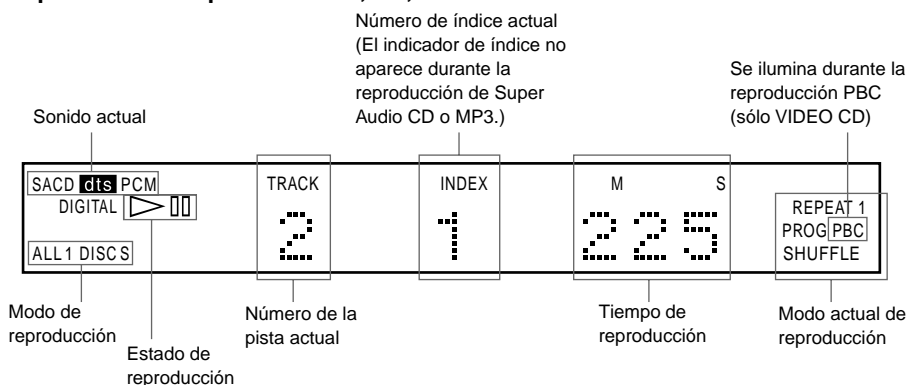 Número de índice actual
(El indicador de índice no
aparece durante la
reproducción de Super
Audio CD o MP3.)
Se ilumina durante la
reproducción PBC
(sólo VIDEO CD)
Sonido actual
SACD dts PCM
DIGITAL
ALL 1 DISC S
TRACK
2
INDEX
1
M S
2 2 5
REPEAT 1
PROG PBC
SHUFFLE
Modo de
reproducción
Estado de
reproducción
Número de la
pista actual
Tiempo de
reproducción
Modo actual de
reproducción